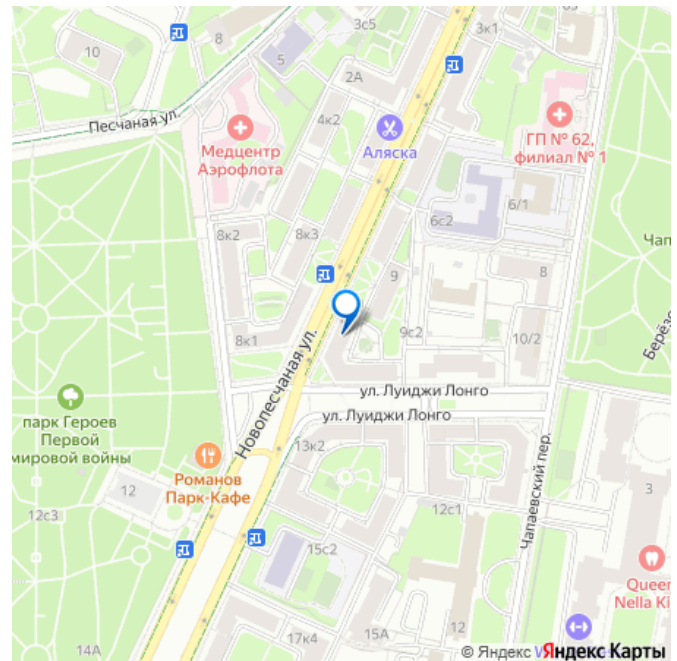 3с5
3к1
8
10
5
2А
Песчаная ул.
4к2
Медцентр
Аэрофлота
Аляска
ГП № 62,
филиал № 1
6/1
6с2
8к2
8к3
Чап
9
8
9с2
10/2
8к1
Новопесчаная ул.
ул. Луиджи Лонго
ул. Луиджи Лонго
парк Героев
Первой
мировой войны
13к2
Романов
Парк-Кафе
12
12с3
12с1
Чапаевский пер.
3
15с2
Queen
Nella Ki
12
14А
17к4
15А
© Яндекс
Яндекс Карты